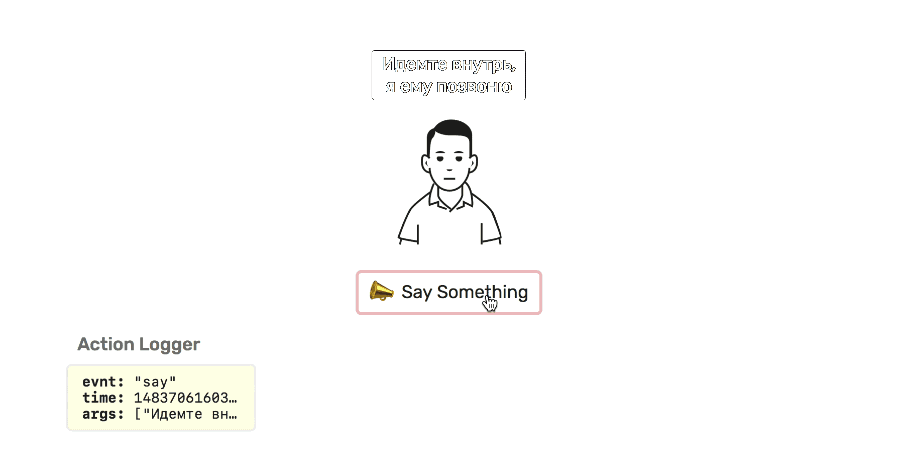 Идемте внутрь,
я ему позвоню
Say Something
Action Logger
evnt: "say"
time: 14837061603…
args: ["Идемте вн…